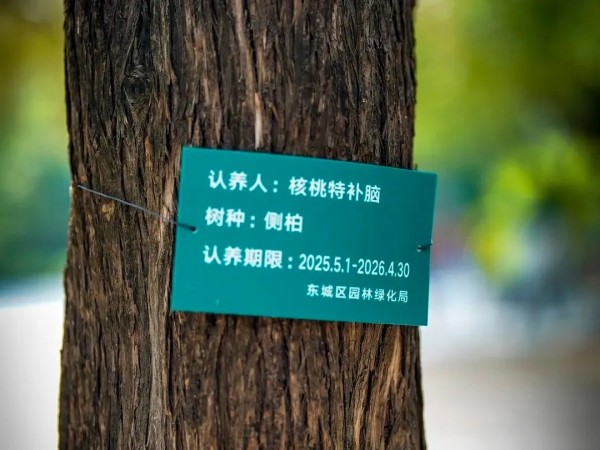 认养人：核桃特补脑
树种：侧柏
认养期限：2025.5.1-2026.4.30
东城区园林绿化局